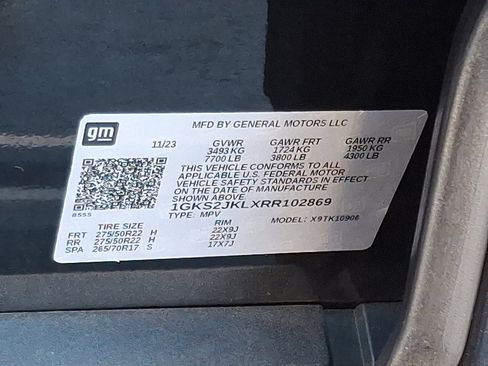 MFD BY GENERAL MOTORS LLC
gm
11/23 GVWR GAWR FRT GAWR RR
3493 KG 1724 KG 1950 KG
7700 LB 3800 LB 4300 LB
THIS VEHICLE CONFORMS TO ALL
APPLICABLE U.S. FEDERAL MOTOR
VEHICLE SAFETY STANDARDS IN EFFECT
ON THE DATE OF MANUFACTURE
SHOWN ABOVE
1GKS2JKLXRR102869
TYPE: MPV MODEL: X9TK10906
TIRE SIZE RIM
FRT 275/50R22 H 22X9J
RR 275/50R22 H 22X9J
SPA 265/70R17 S 17X7J